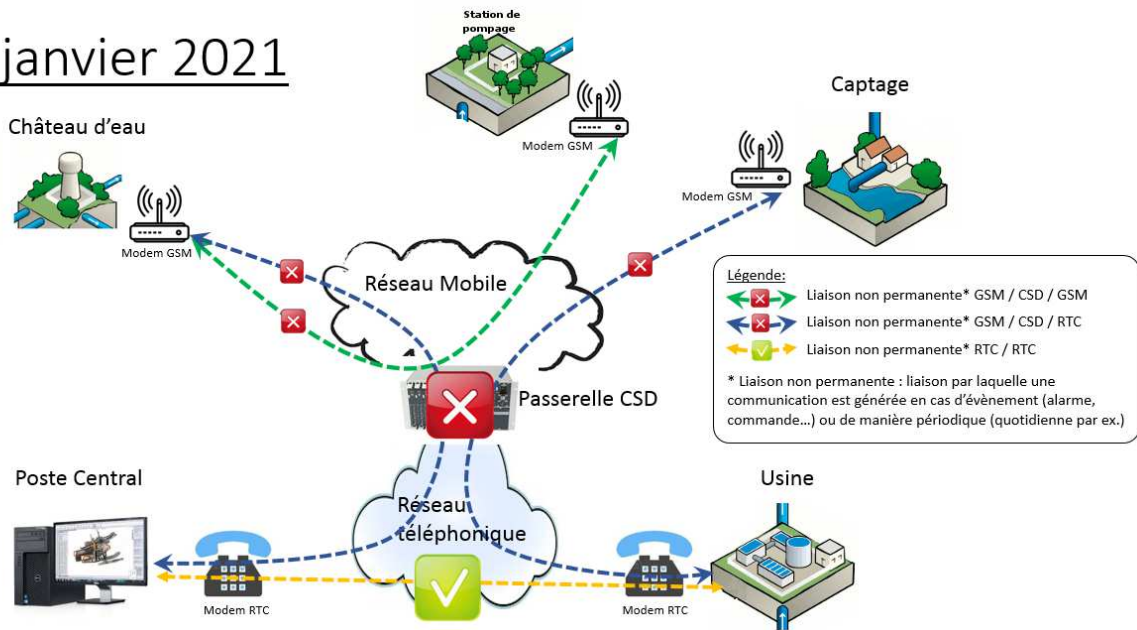 janvier 2021
Station de
pompage
Modem GSM
Captage
Modem GSM
Château d'eau
Modem GSM
Réseau Mobile
Passerelle CSD
Légende:
Liaison non permanente* GSM / CSD / GSM
Liaison non permanente* GSM / CSD / RTC
Liaison non permanente* RTC / RTC
* Liaison non permanente : liaison par laquelle une
communication est générée en cas d'évènement (alarme,
commande...) ou de manière périodique (quotidienne par ex.)
Poste Central
Réseau
téléphonique
Usine
Modem RTC
Modem RTC